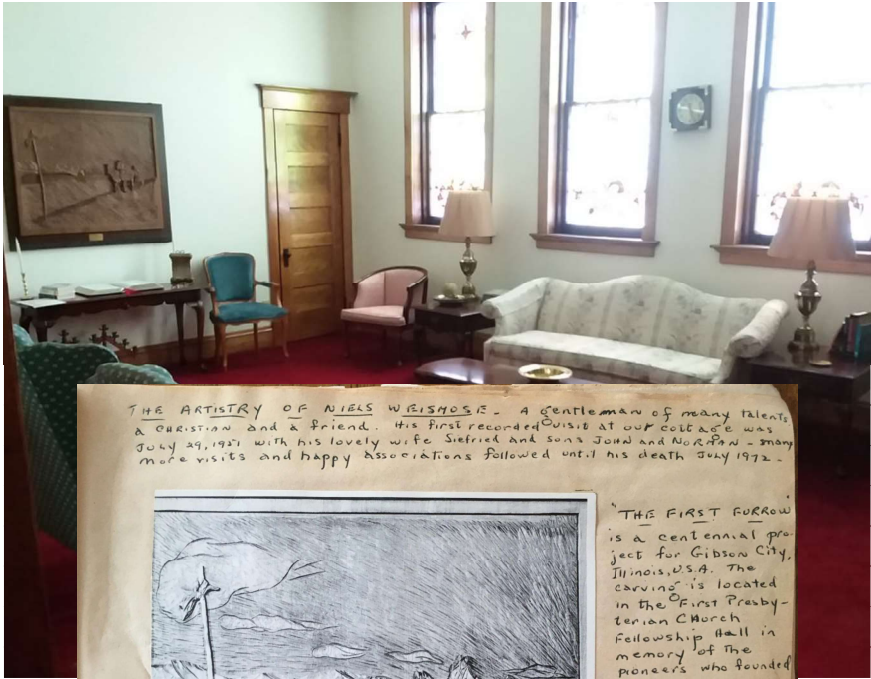 THE ARTISTRY OF NIELS WEISMOSE - A gentleman of many talents
a CHRISTIAN and a friend. His first recorded visit at our cottage was
July 29, 1951 with his lovely wife Siefried and sons JOHN and NORMAN - many
more visits and happy associations followed until his death July 1972 -
"THE FIRST FURROW"
is a centennial pro-
ject for Gibson City,
Illinois, U.S.A. The
carving is located
in the First Presby-
terian CHurch
Fellowship Hall in
memory of the
pioneers who founded